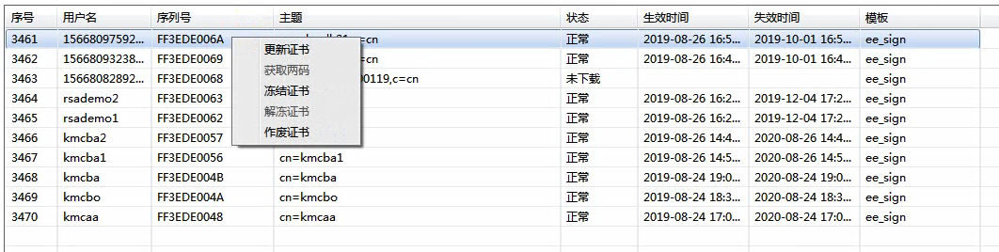 序号 用户名 序列号 主题 状态 生效时间 失效时间 模板
3461 15668097592... FF3EDE006A =cn 正常 2019-08-26 16:5... 2019-10-01 16:5... ee_sign
更新证书
3462 15668093238... FF3EDE0069 =cn 正常 2019-08-26 16:4... 2019-10-01 16:5... ee_sign
获取两码
3463 15668082892... FF3EDE0068 00119,c=cn 未下载 ee_sign
冻结证书
3464 rsademo2 FF3EDE0063 正常 2019-08-26 16:2... 2019-12-04 17:2... ee_sign
解冻证书
3465 rsademo1 FF3EDE0062 正常 2019-08-26 16:2... 2019-12-04 17:2... ee_sign
作废证书
3466 kmcba2 FF3EDE0057 正常 2019-08-26 14:4... 2020-08-26 14:4... ee_sign
3467 kmcba1 FF3EDE0056 cn=kmcba1 正常 2019-08-26 14:5... 2020-08-26 14:5... ee_sign
3468 kmcba FF3EDE004B cn=kmcba 正常 2019-08-24 19:0... 2020-08-24 19:0... ee_sign
3469 kmcbo FF3EDE004A cn=kmcbo 正常 2019-08-24 18:3... 2020-08-24 18:3... ee_sign
3470 kmcaa FF3EDE0048 cn=kmcaa 正常 2019-08-24 17:0... 2020-08-24 17:0... ee_sign